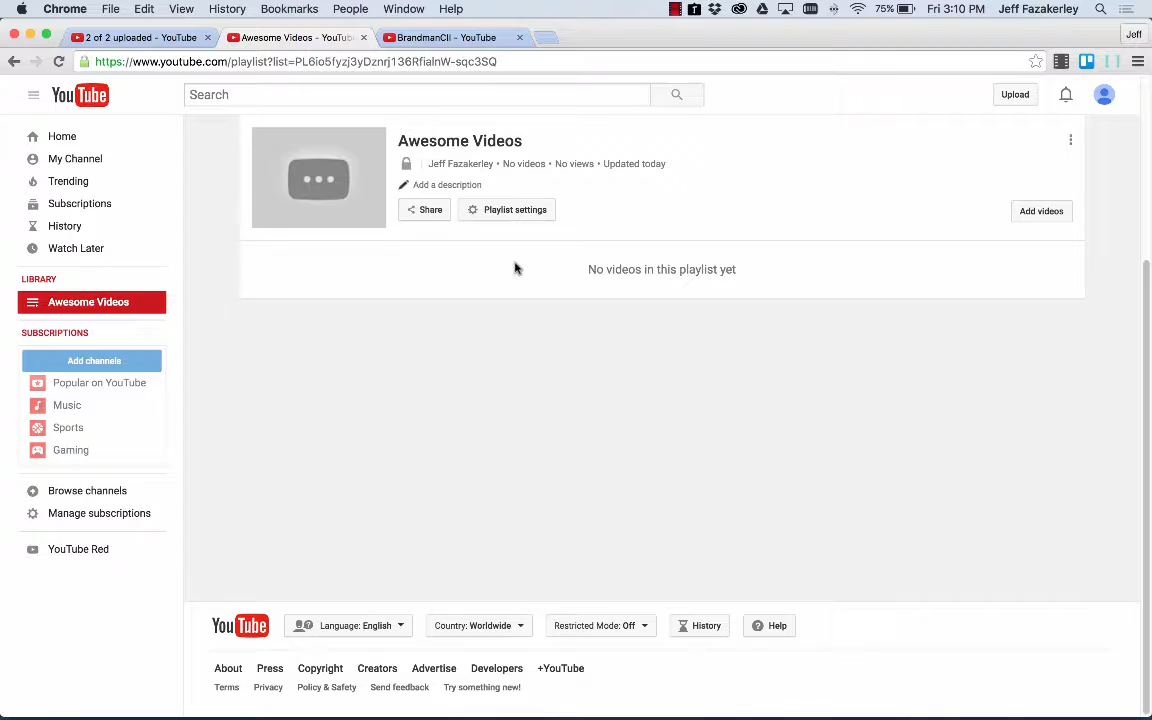 Chrome File Edit View History Bookmarks People Window Help 75% Fri 3:10 PM Jeff Fazakerley
2 of 2 uploaded - YouTube × Awesome Videos - YouTub × BrandmanCII - YouTube × Jeff
https://www.youtube.com/playlist?list=PL6io5fyzj3yDznrj136RfialnW-sqc3SQ
YouTube Search Upload
Home
My Channel
Trending
Subscriptions
History
Watch Later
LIBRARY
Awesome Videos
SUBSCRIPTIONS
Add channels
Popular on YouTube
Music
Sports
Gaming
Browse channels
Manage subscriptions
YouTube Red
Awesome Videos
Jeff Fazakerley • No videos • No views • Updated today
Add a description
Share Playlist settings Add videos
No videos in this playlist yet
YouTube Language: English Country: Worldwide Restricted Mode: Off History Help
About Press Copyright Creators Advertise Developers +YouTube
Terms Privacy Policy & Safety Send feedback Try something new!